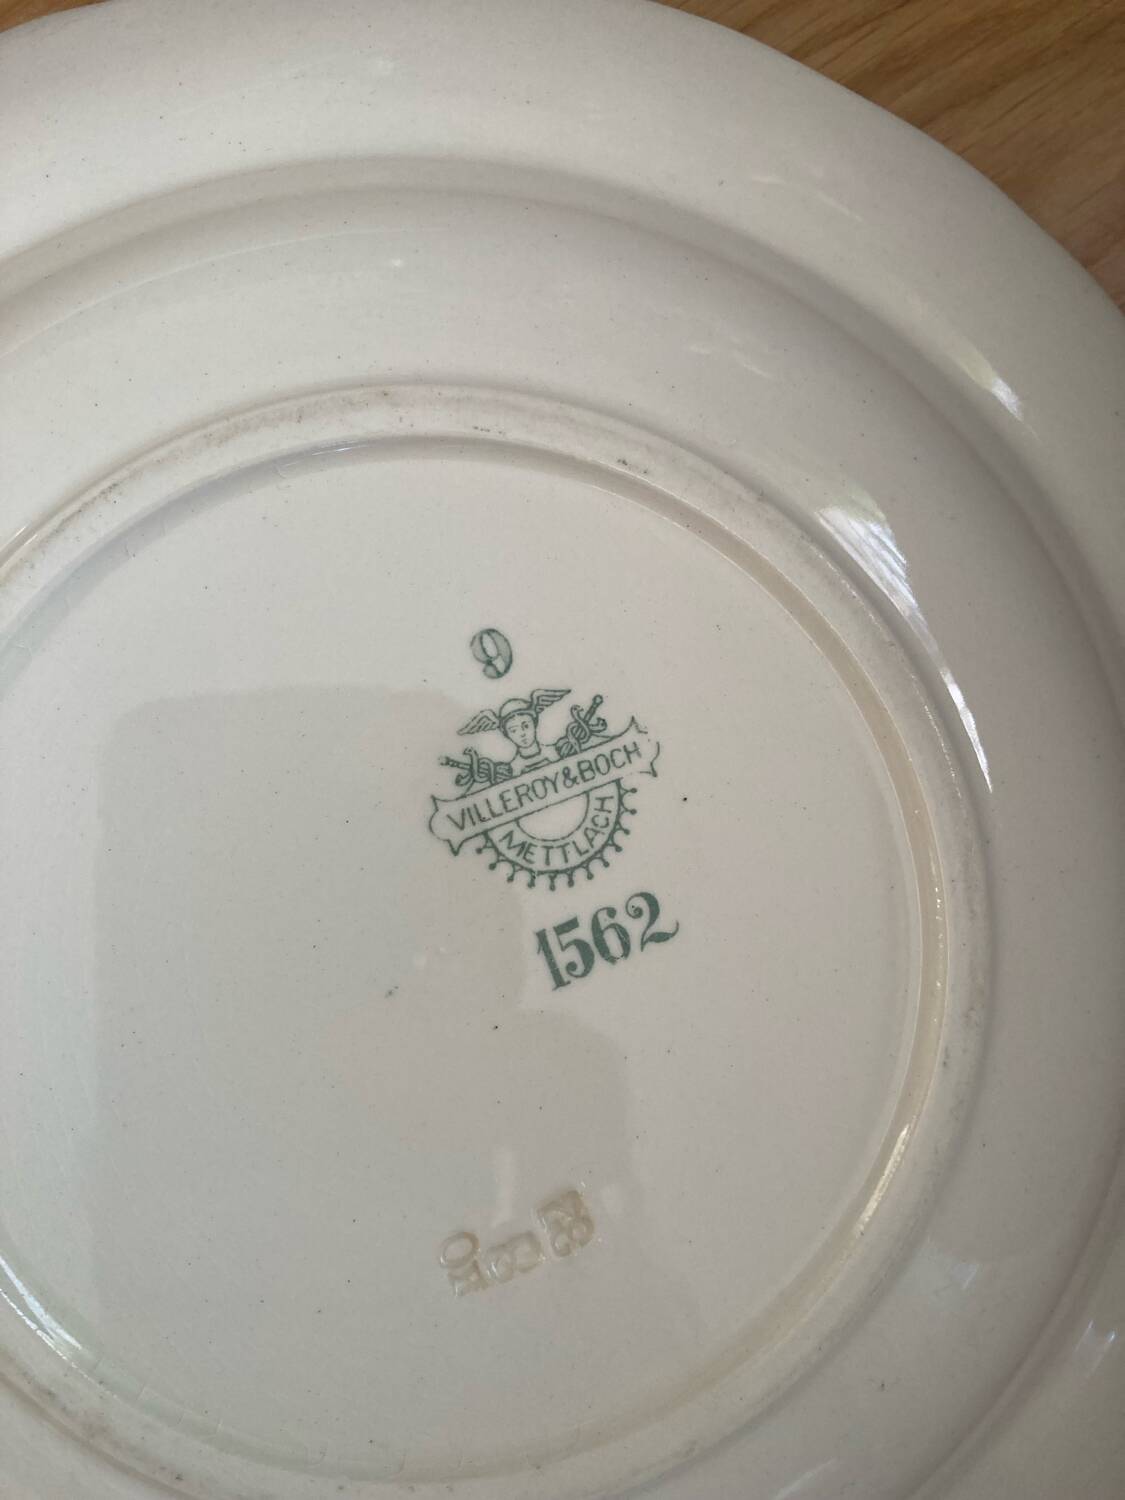 9
VILLEROY & BOCH
METTLACH
1562